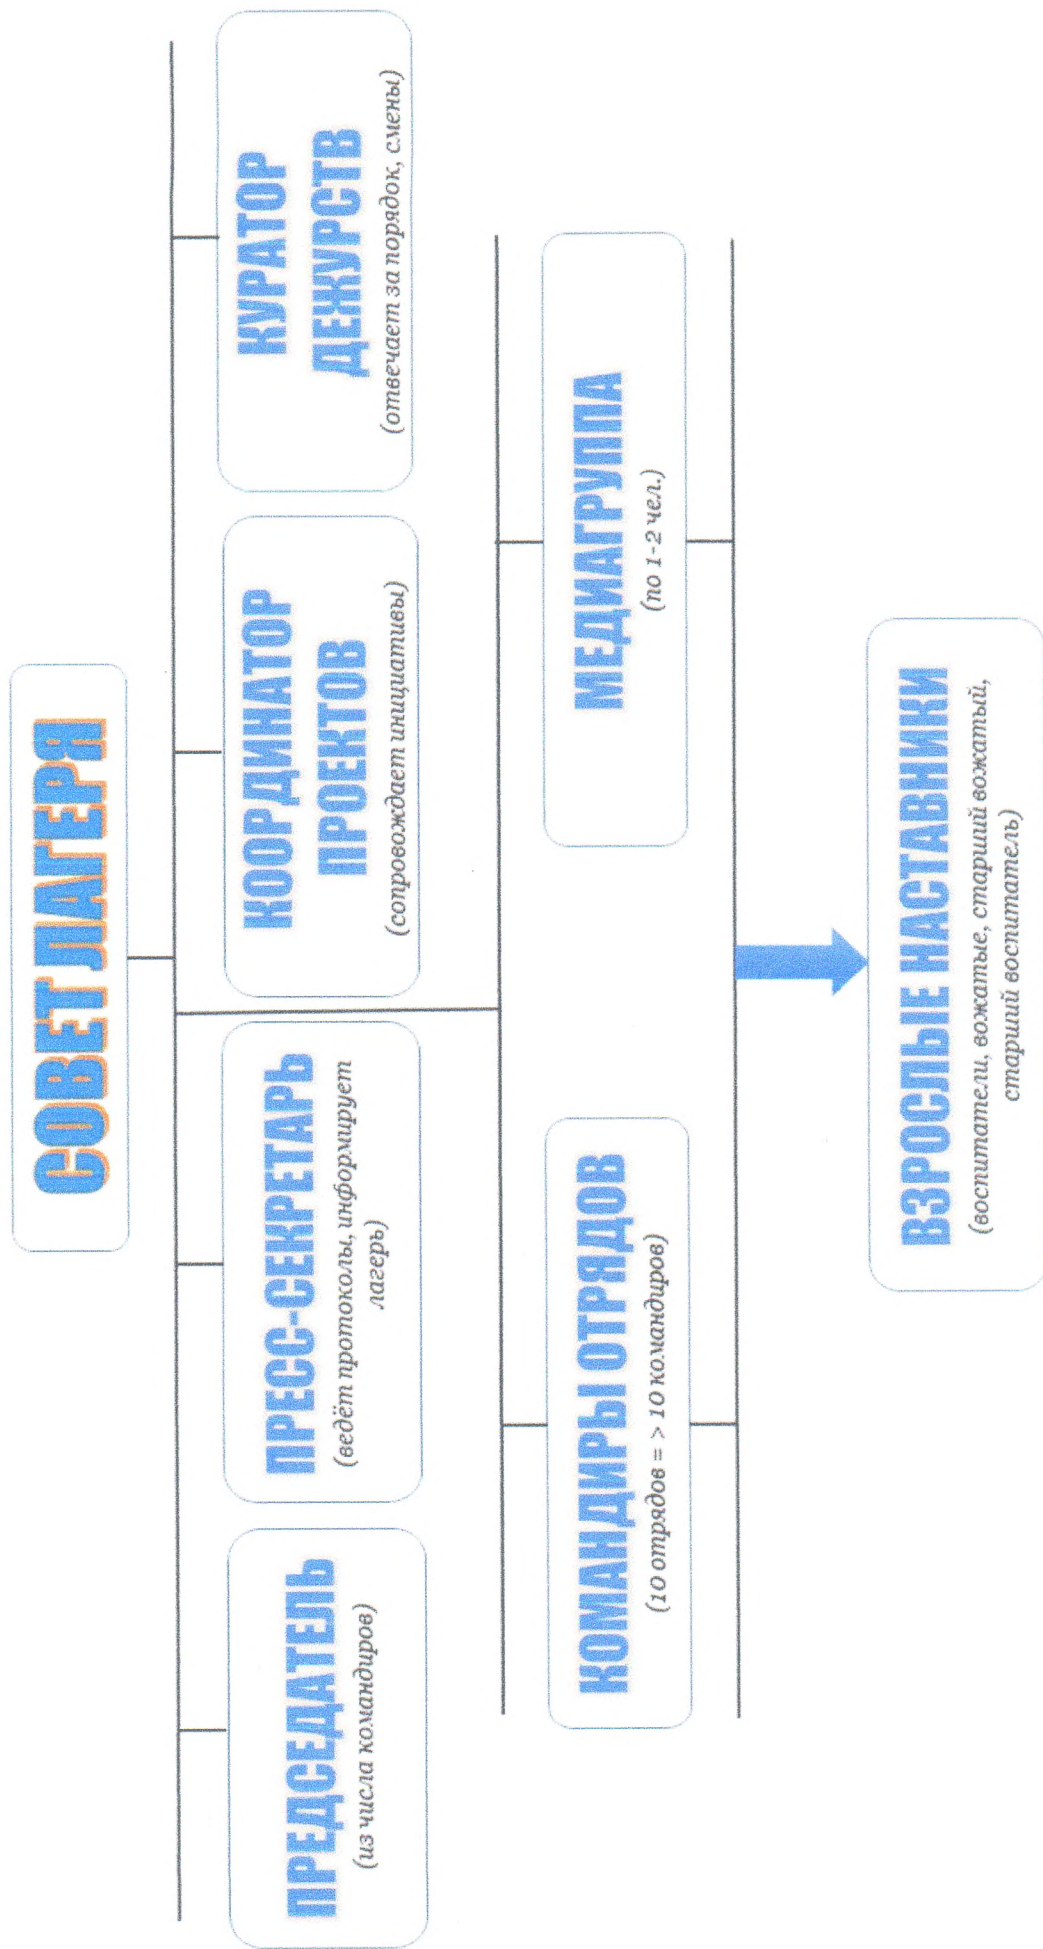 СОВЕТ ЛАГЕРЯ
ПРЕДСЕДАТЕЛЬ
(из числа командиров)
ПРЕСС-СЕКРЕТАРЬ
(ведёт протоколы, информирует
лагерь)
КООРДИНАТОР
ПРОЕКТОВ
(сопровождает инициативы)
КУРАТОР
ДЕЖУРСТВ
(отвечает за порядок, смены)
КОМАНДИРЫ ОТРЯДОВ
(10 отрядов = > 10 командиров)
МЕДИАГРУППА
(по 1-2 чел.)
ВЗРОСЛЫЕ НАСТАВНИКИ
(воспитатели, вожатые, старший вожатый,
старший воспитатель)